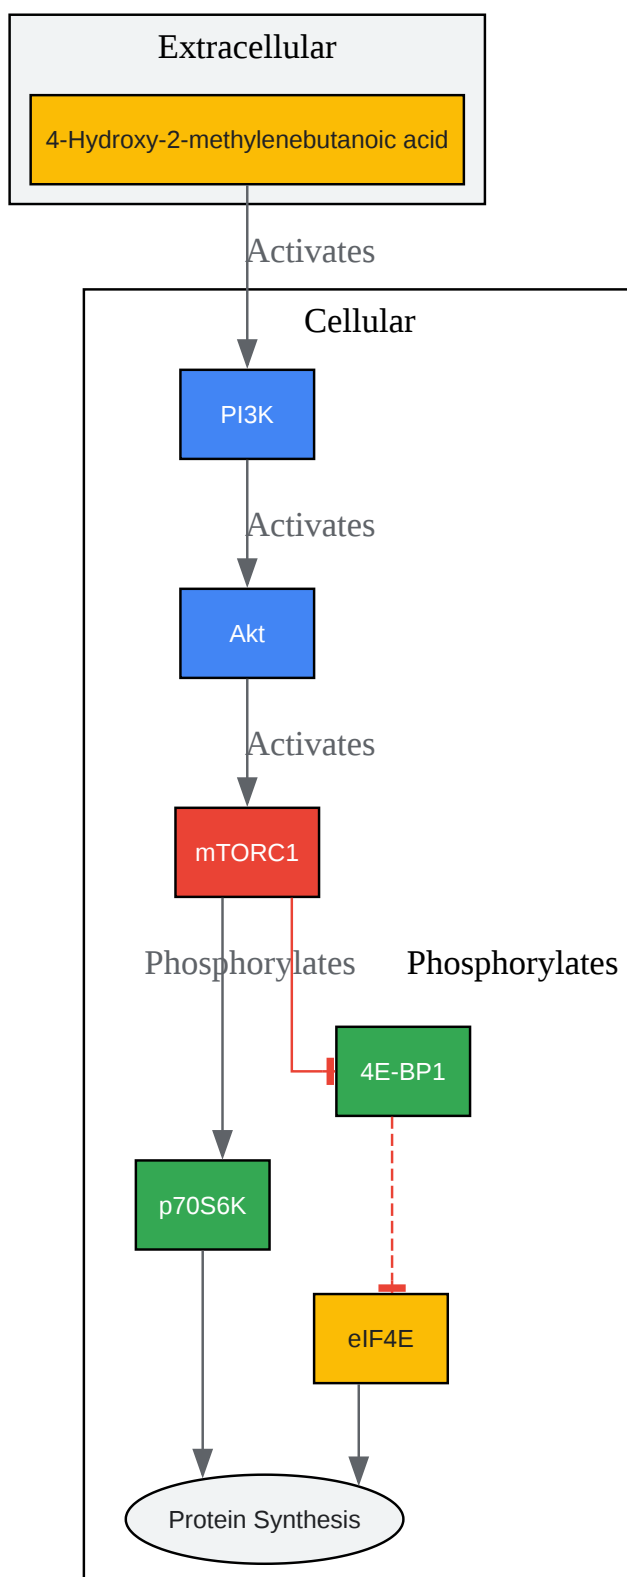 Extracellular
4-Hydroxy-2-methylenebutanoic acid
Activates
Cellular
PI3K
Activates
Akt
Activates
mTORC1
Phosphorylates
Phosphorylates
4E-BP1
p70S6K
eIF4E
Protein Synthesis